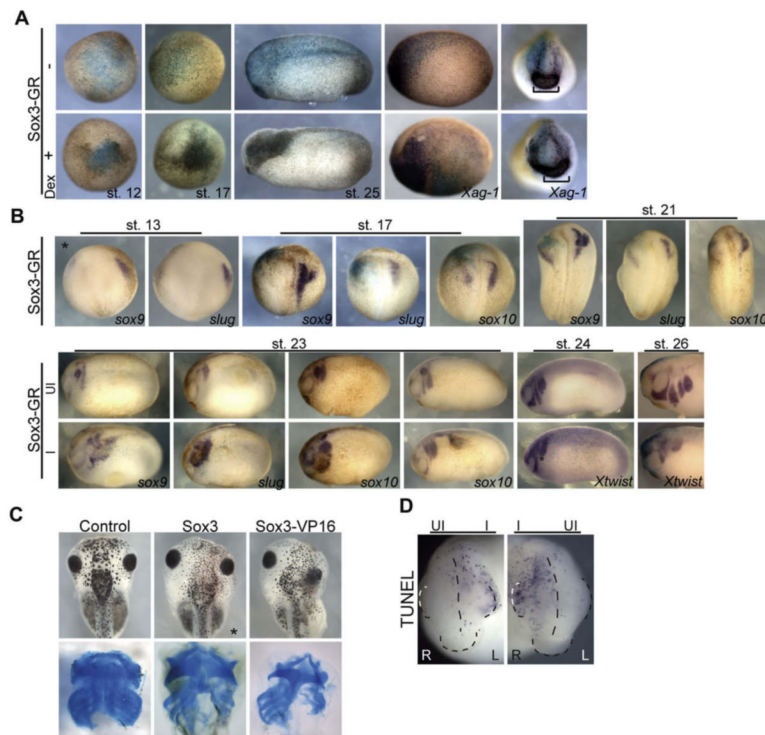 A
Sox3-GR
-
Dex +
st. 12
st. 17
st. 25
Xag-1
Xag-1
B
st. 13
st. 17
st. 21
Sox3-GR
*
sox9
slug
sox9
slug
sox10
sox9
slug
sox10
st. 23
st. 24
st. 26
Sox3-GR
UI
I
sox9
slug
sox10
sox10
Xtwist
Xtwist
C
Control
Sox3
Sox3-VP16
*
D
UI I
I UI
TUNEL
R L
R L